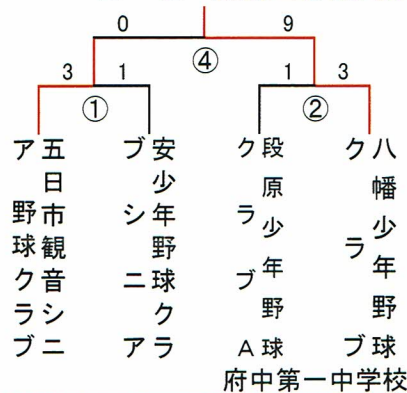 0 9
④
3 1 1 3
① ②
五日市観音シニ
ア 野球クラブ
安少年野球クラ
ブシニア
段原少年野球
クラブA
八幡少年野球
クラブ
府中第一中学校